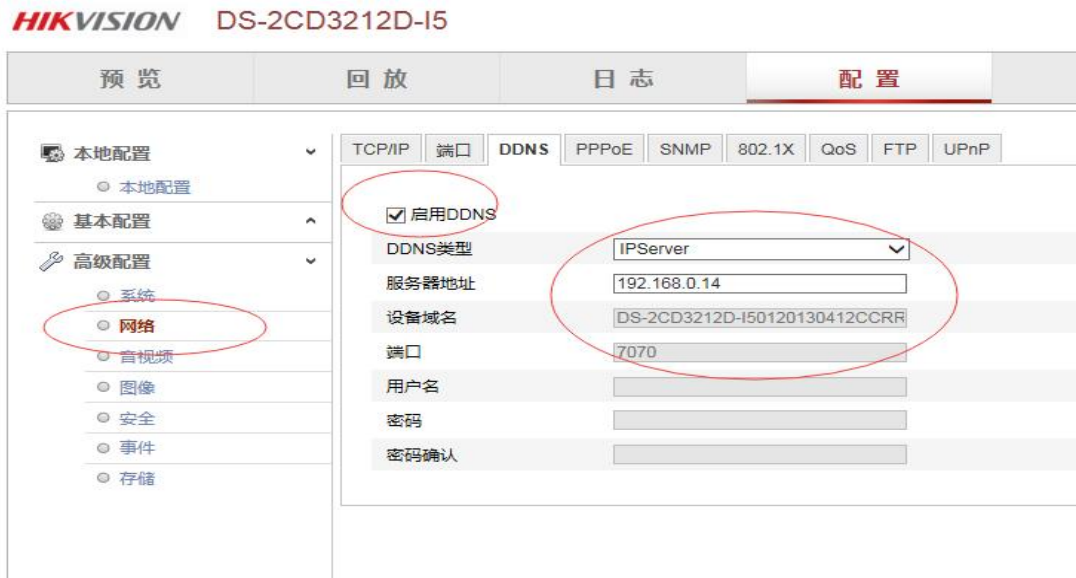 HIKVISION DS-2CD3212D-I5
预览 回放 日志 配置
本地配置
本地配置
基本配置
高级配置
系统
网络
音视频
图像
安全
事件
存储
TCP/IP 端口 DDNS PPPoE SNMP 802.1X QoS FTP UPnP
启用DDNS
DDNS类型 IPServer
服务器地址 192.168.0.14
设备域名 DS-2CD3212D-I50120130412CCRR
端口 7070
用户名
密码
密码确认